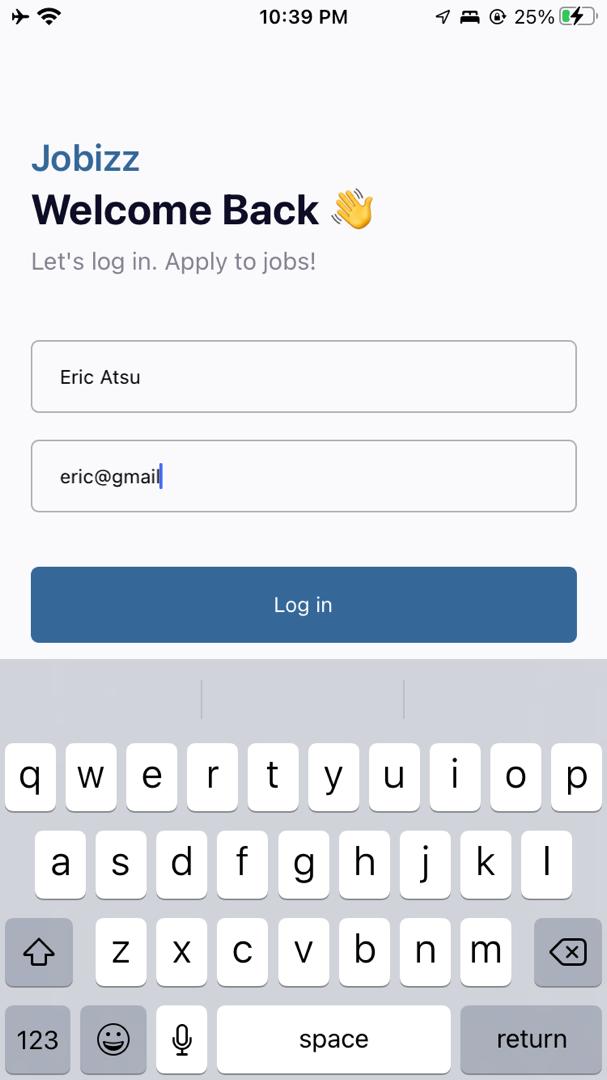 10:39 PM 25%
Jobizz
Welcome Back 👋
Let's log in. Apply to jobs!
Eric Atsu
eric@gmail
Log in
q w e r t y u i o p
a s d f g h j k l
z x c v b n m
123 space return